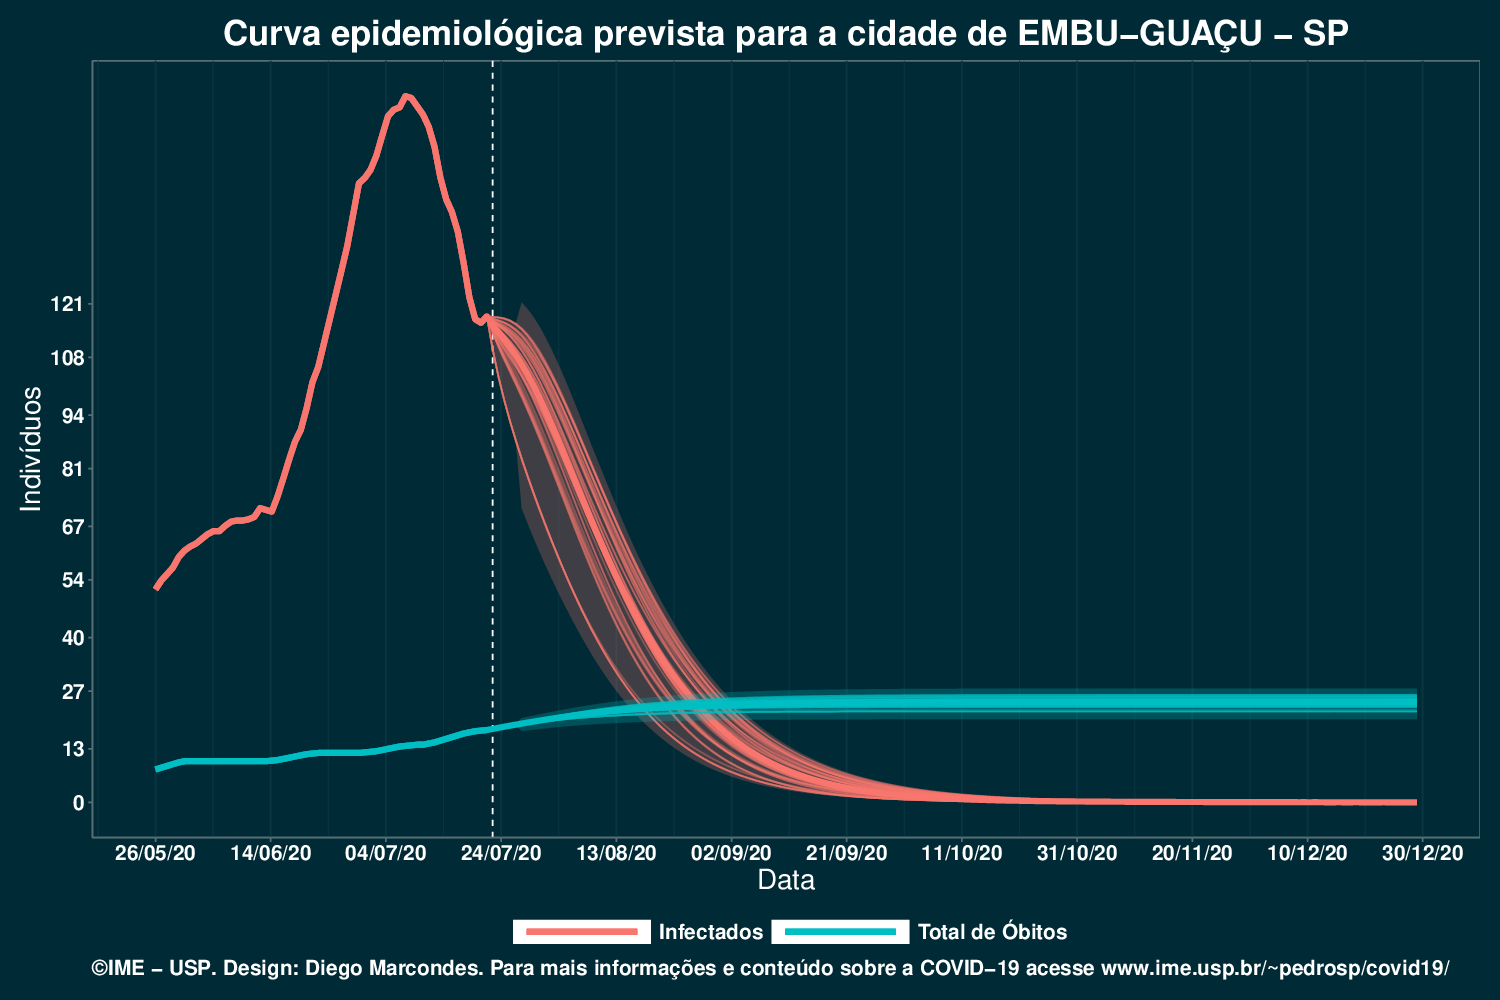 Curva epidemiológica prevista para a cidade de EMBU−GUAÇU − SP
Indivíduos
121
108
94
81
67
54
40
27
13
0
26/05/20 14/06/20 04/07/20 24/07/20 13/08/20 02/09/20 21/09/20 11/10/20 31/10/20 20/11/20 10/12/20 30/12/20
Data
Infectados Total de Óbitos
©IME − USP. Design: Diego Marcondes. Para mais informações e conteúdo sobre a COVID−19 acesse www.ime.usp.br/~pedrosp/covid19/